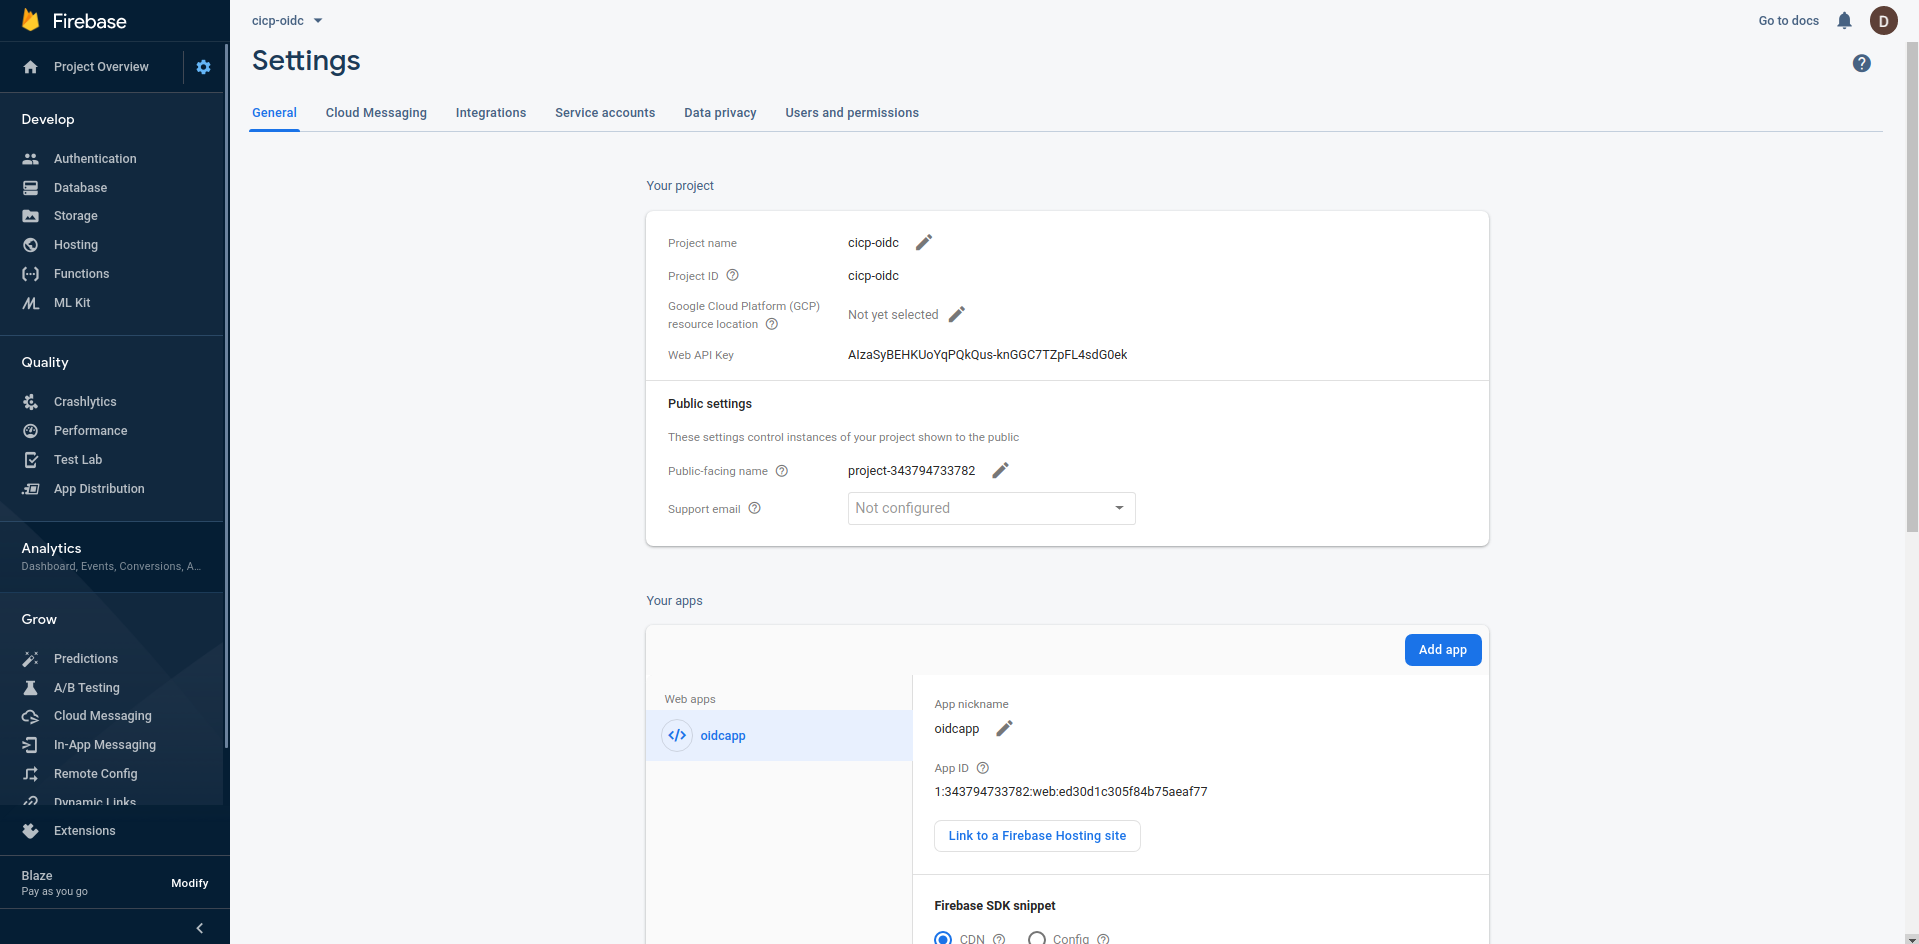 Firebase
Project Overview
Develop
Authentication
Database
Storage
Hosting
Functions
ML Kit
Quality
Crashlytics
Performance
Test Lab
App Distribution
Analytics
Dashboard, Events, Conversions, A...
Grow
Predictions
A/B Testing
Cloud Messaging
In-App Messaging
Remote Config
Dynamic Links
Extensions
Blaze
Pay as you go
Modify
cicp-oidc
Go to docs
D
Settings
General Cloud Messaging Integrations Service accounts Data privacy Users and permissions
Your project
Project name cicp-oidc
Project ID cicp-oidc
Google Cloud Platform (GCP)
resource location Not yet selected
Web API Key AIzaSyBEHKUoYqPQkQus-knGGC7TZpFL4sdG0ek
Public settings
These settings control instances of your project shown to the public
Public-facing name project-343794733782
Support email Not configured
Your apps
Add app
Web apps
oidcapp
App nickname
oidcapp
App ID
1:343794733782:web:ed30d1c305f84b75aeaf77
Link to a Firebase Hosting site
Firebase SDK snippet
CDN Config